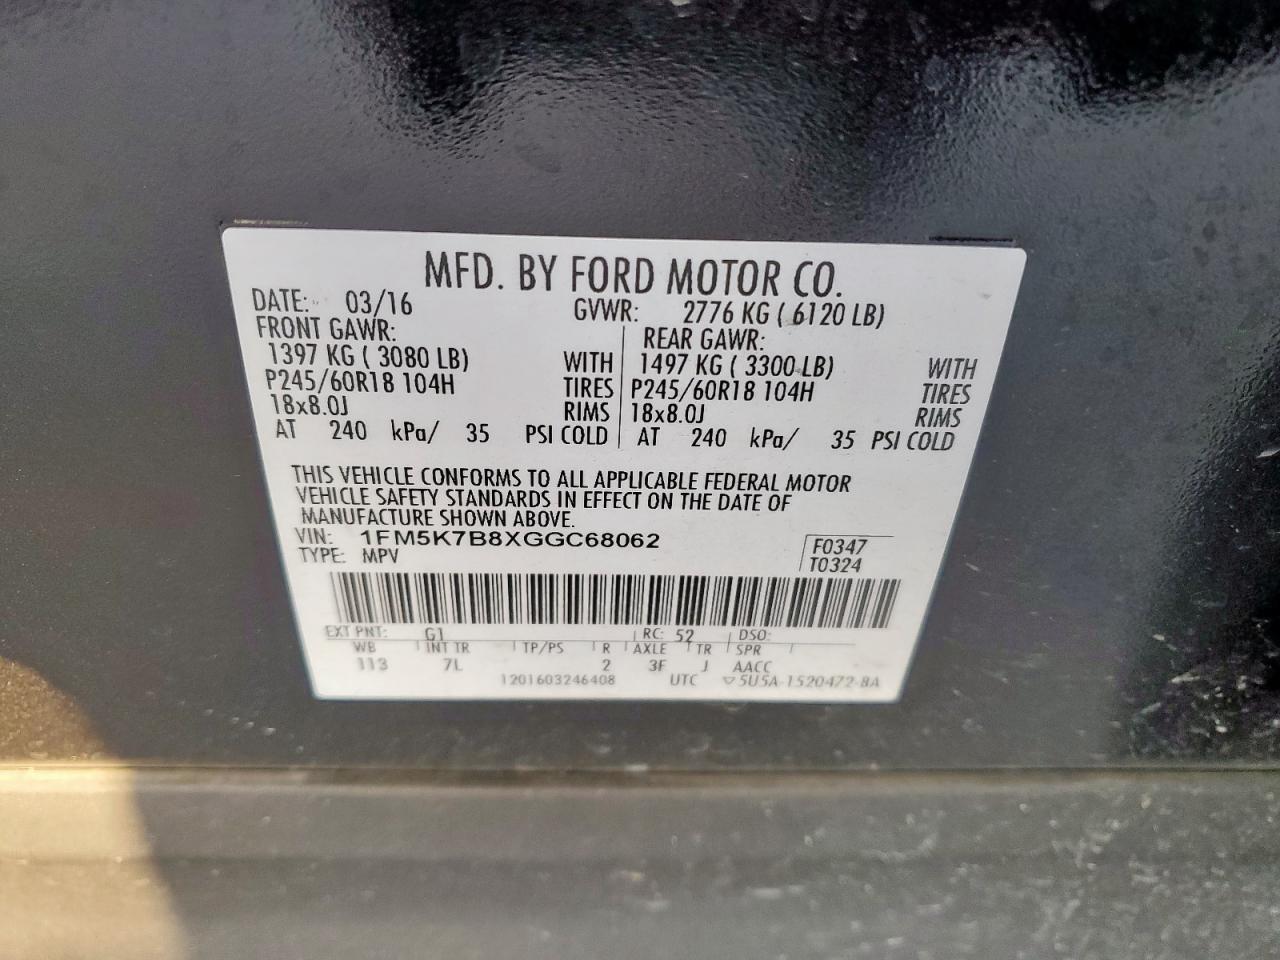 MFD. BY FORD MOTOR CO.
DATE: 03/16 GVWR: 2776 KG ( 6120 LB)
FRONT GAWR: REAR GAWR:
1397 KG ( 3080 LB) WITH 1497 KG ( 3300 LB) WITH
P245/60R18 104H TIRES P245/60R18 104H TIRES
18x8.0J RIMS 18x8.0J RIMS
AT 240 kPa/ 35 PSI COLD AT 240 kPa/ 35 PSI COLD
THIS VEHICLE CONFORMS TO ALL APPLICABLE FEDERAL MOTOR
VEHICLE SAFETY STANDARDS IN EFFECT ON THE DATE OF
MANUFACTURE SHOWN ABOVE.
VIN: 1FM5K7B8XGGC68062 F0347
TYPE: MPV T0324
EXT PNT: G1 RC: 52 DSO:
WB INT TR TP/PS R AXLE TR SPR
113 7L 2 3F J AACC
1201603246408 UTC ▽5U5A-1520472-BA